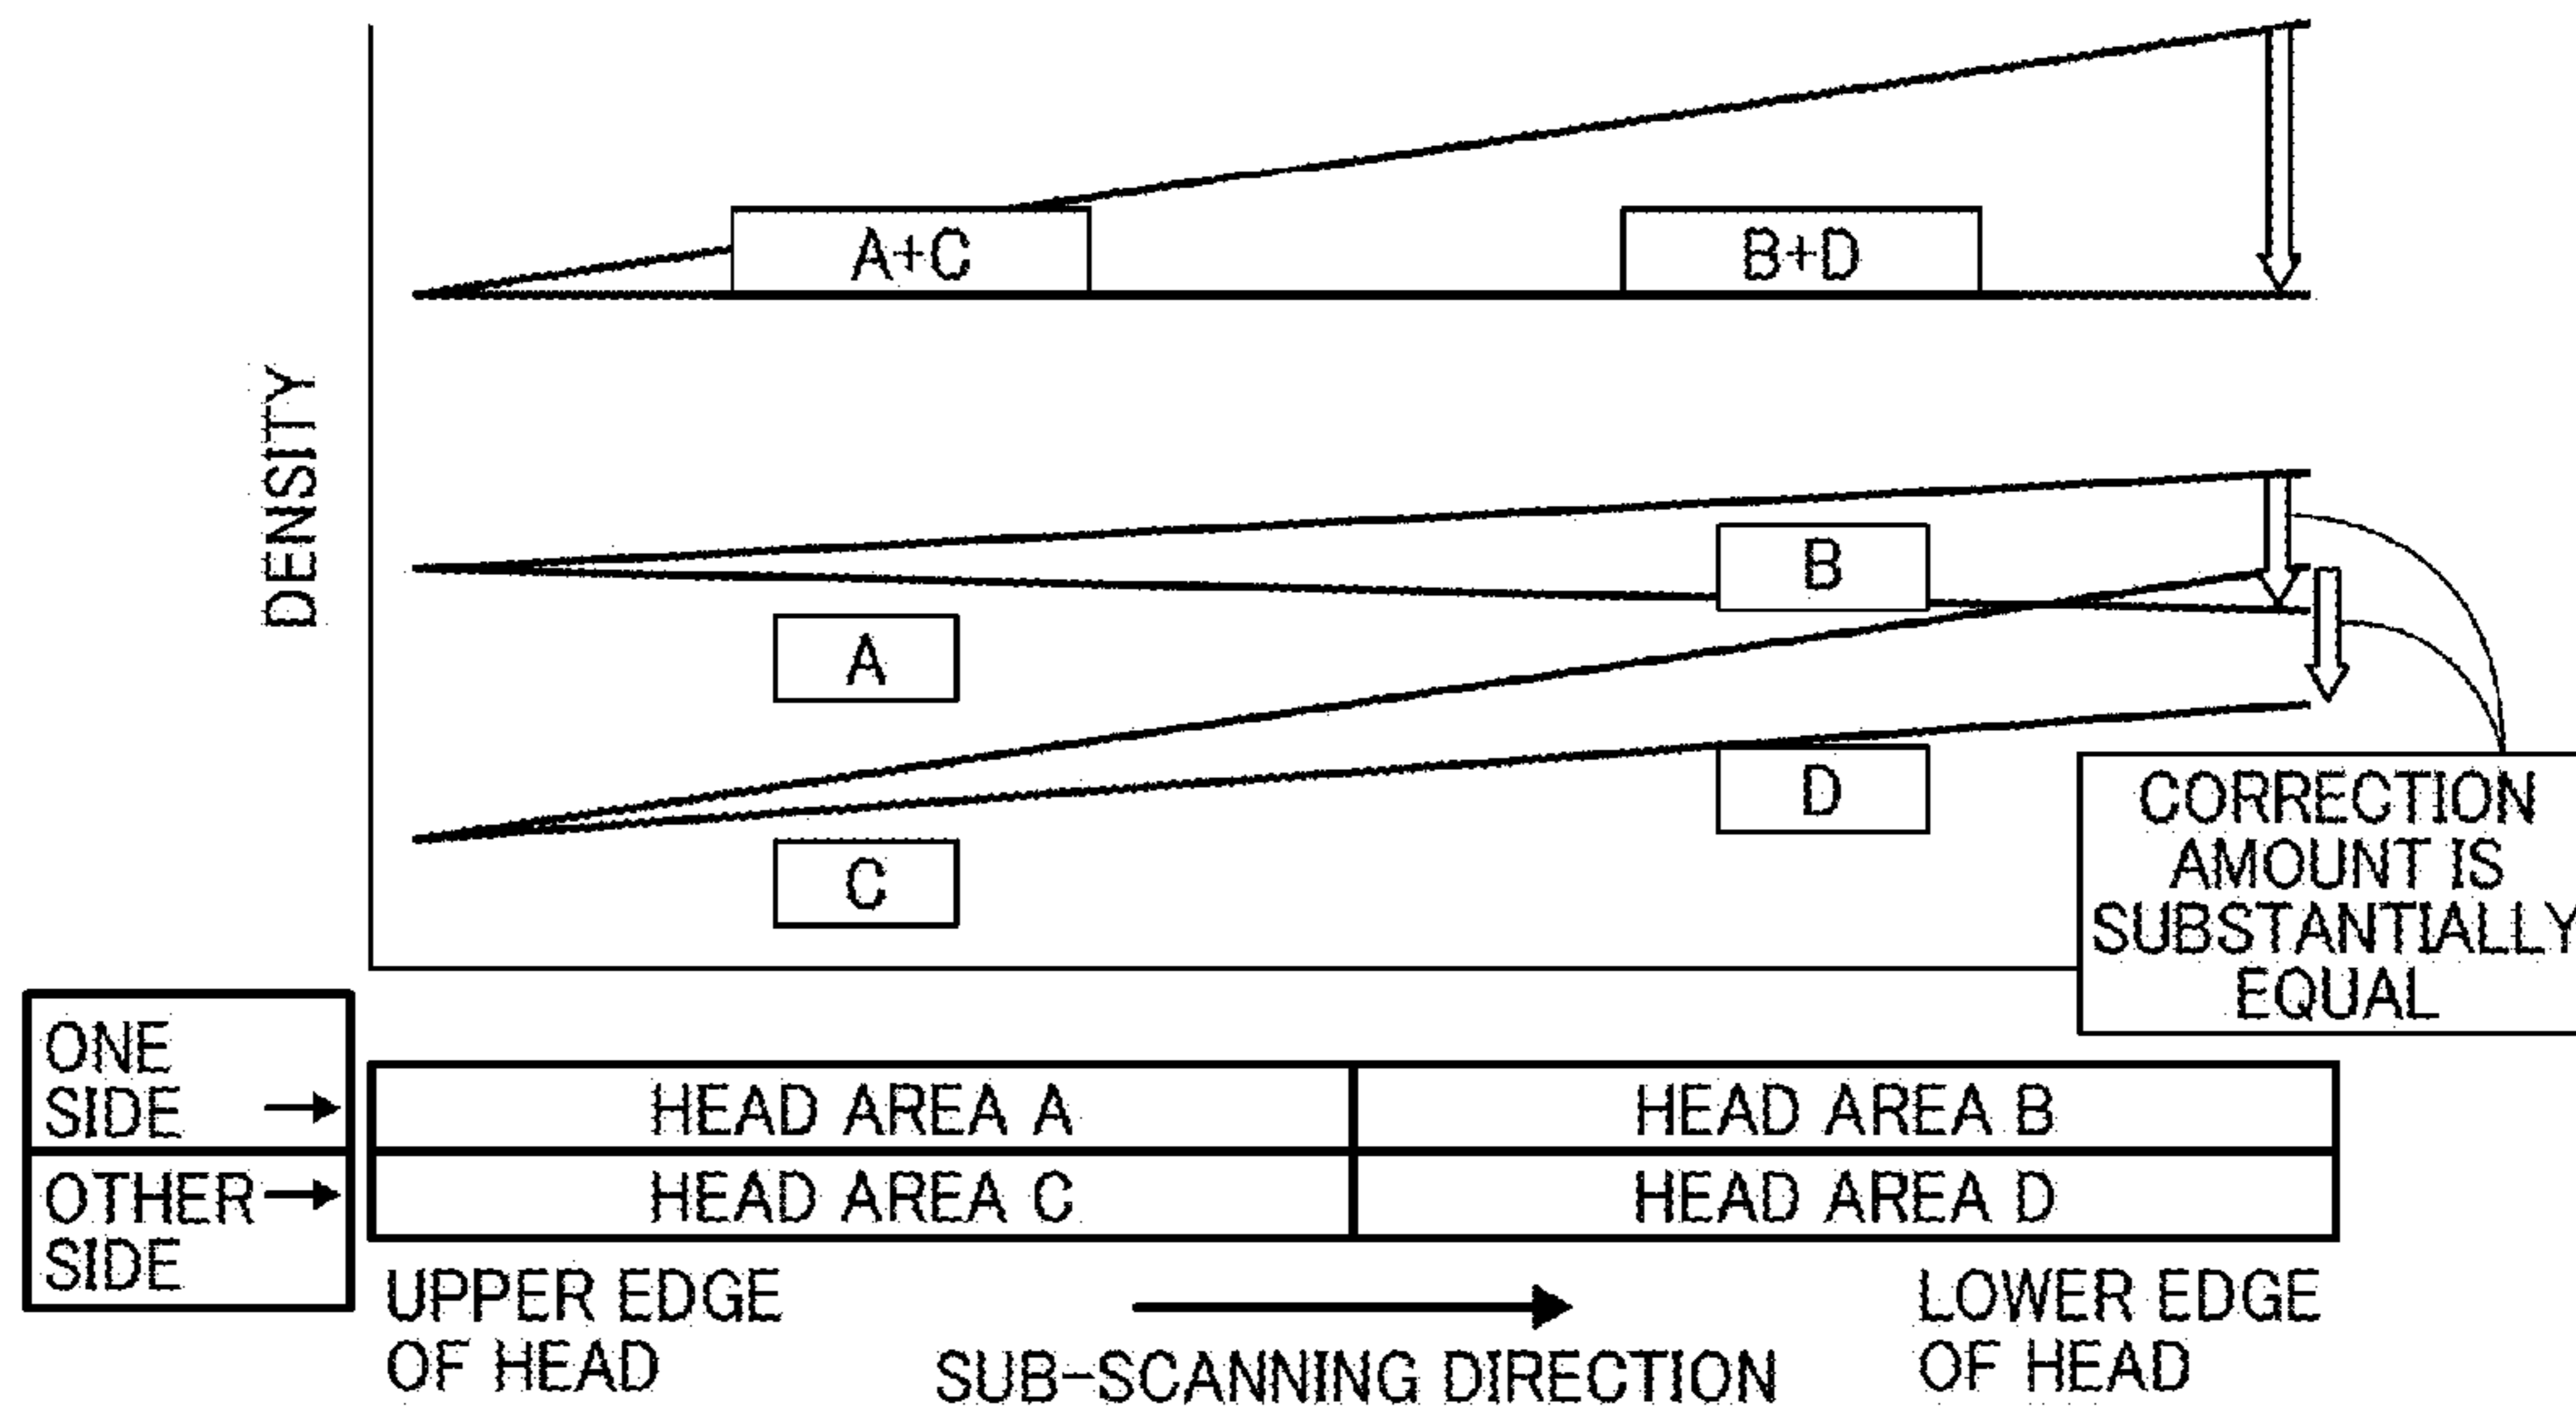 DENSITY
A+C
B+D
B
A
D
C
CORRECTION
AMOUNT IS
SUBSTANTIALLY
EQUAL
ONE
SIDE
OTHER
SIDE
HEAD AREA A
HEAD AREA B
HEAD AREA C
HEAD AREA D
UPPER EDGE
OF HEAD
SUB-SCANNING DIRECTION
LOWER EDGE
OF HEAD